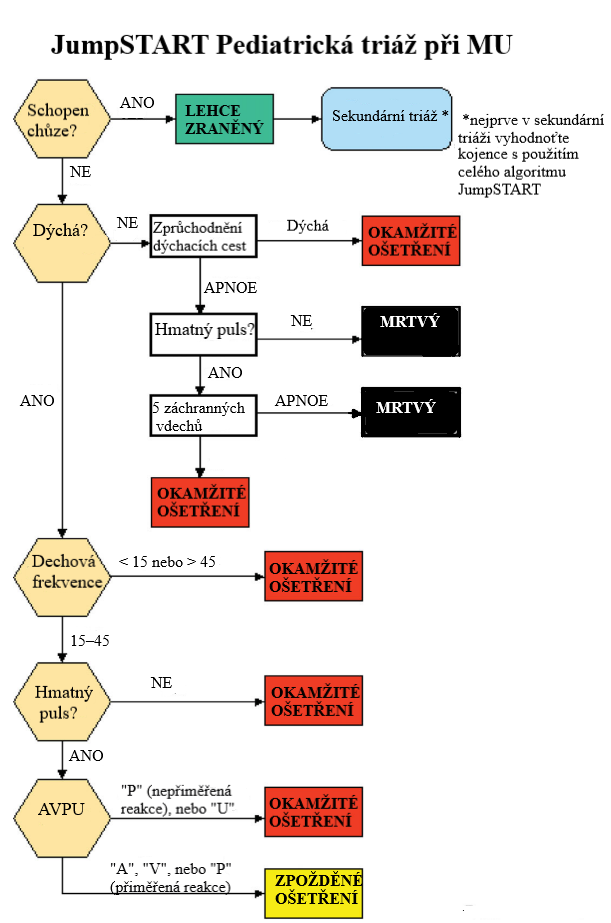 JumpSTART Pediatrická triáž při MU
Schopen
chůze?
ANO
LEHCE
ZRANĚNÝ
Sekundární triáž *
*nejprve v sekundární
triáži vyhodnoťte
kojence s použitím
celého algoritmu
JumpSTART
NE
Dýchá?
NE
Zprůchodnění
dýchacích cest
Dýchá
OKAMŽITÉ
OŠETŘENÍ
APNOE
Hmatný puls?
NE
MRTVÝ
ANO
ANO
5 záchranných
vdechů
APNOE
MRTVÝ
OKAMŽITÉ
OŠETŘENÍ
Dechová
frekvence
< 15 nebo > 45
OKAMŽITÉ
OŠETŘENÍ
15–45
Hmatný
puls?
NE
OKAMŽITÉ
OŠETŘENÍ
ANO
AVPU
"P" (nepřiměřená
reakce), nebo "U"
OKAMŽITÉ
OŠETŘENÍ
"A", "V", nebo "P"
(přiměřená reakce)
ZPOŽDĚNÉ
OŠETŘENÍ